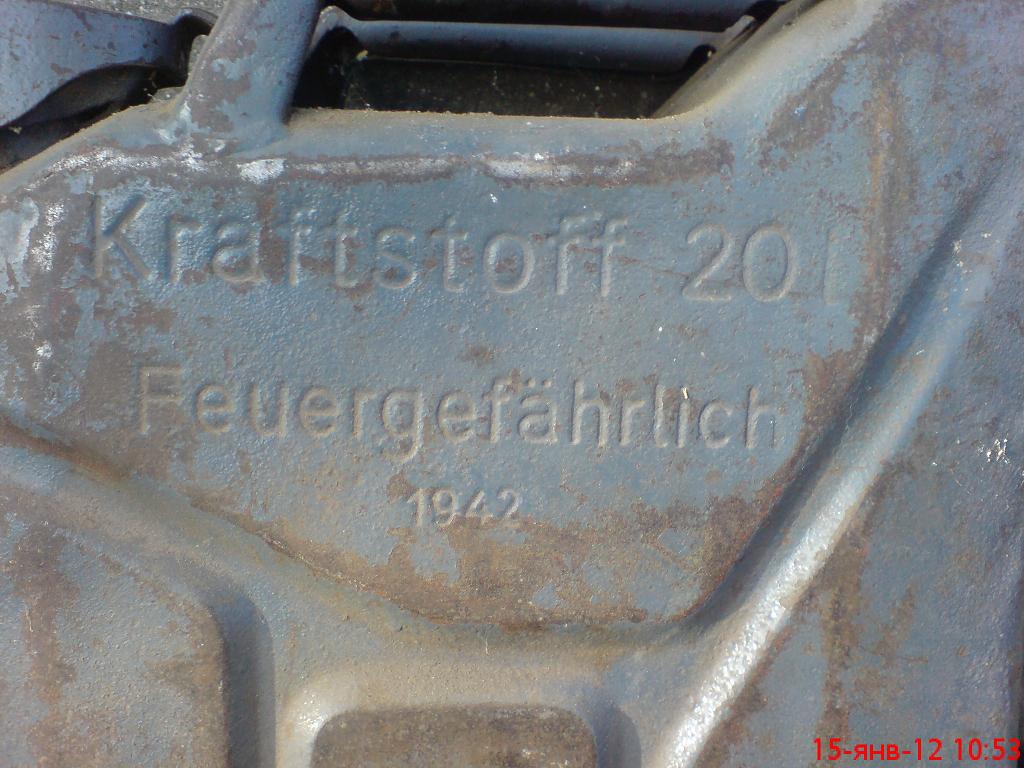 Kraftstoff 20 l
Feuergefährlich
1942
15-янв-12 10:53